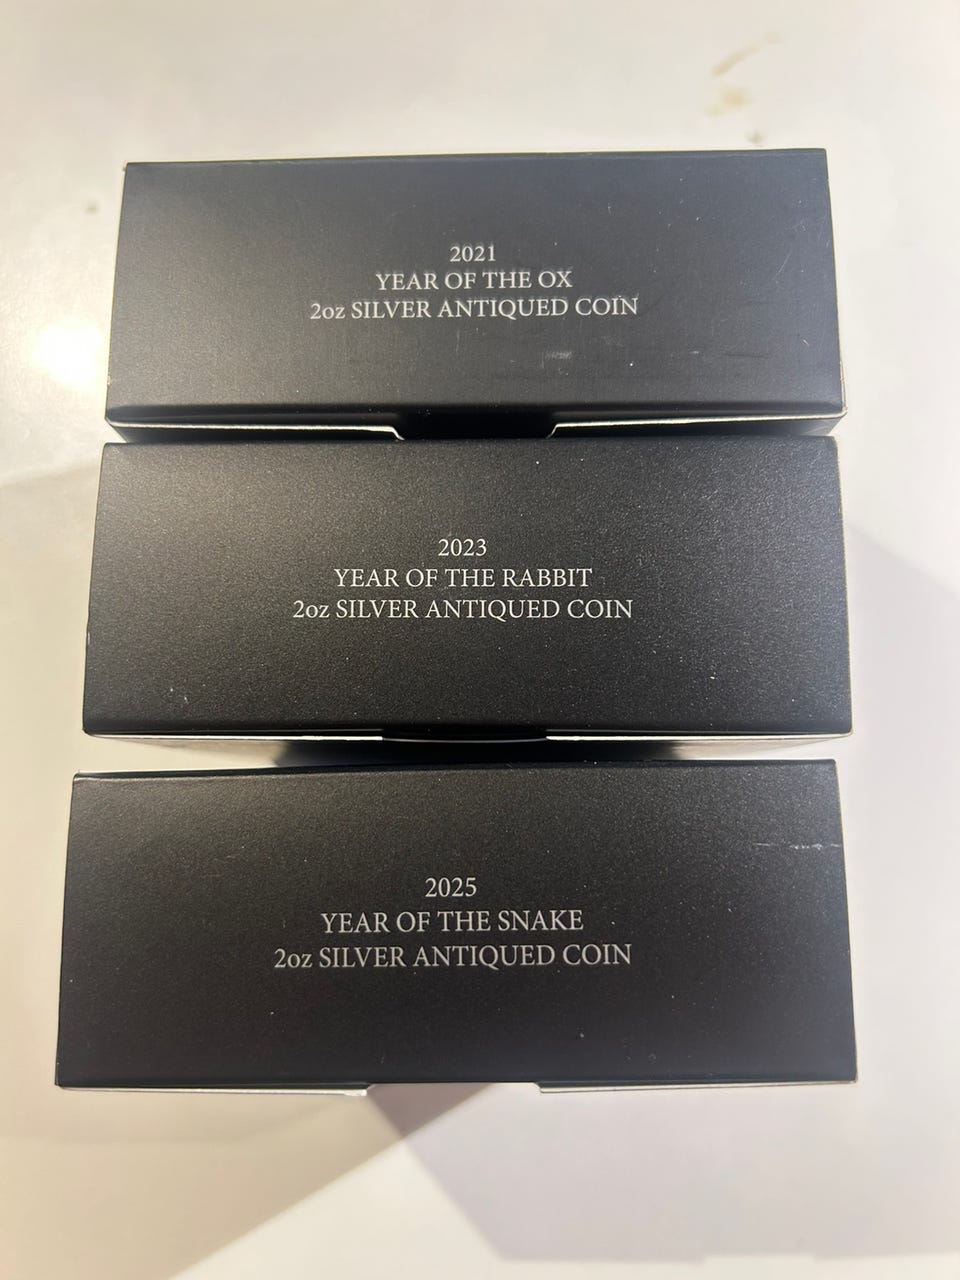 2021
YEAR OF THE OX
2oz SILVER ANTIQUED COIN
2023
YEAR OF THE RABBIT
2oz SILVER ANTIQUED COIN
2025
YEAR OF THE SNAKE
2oz SILVER ANTIQUED COIN